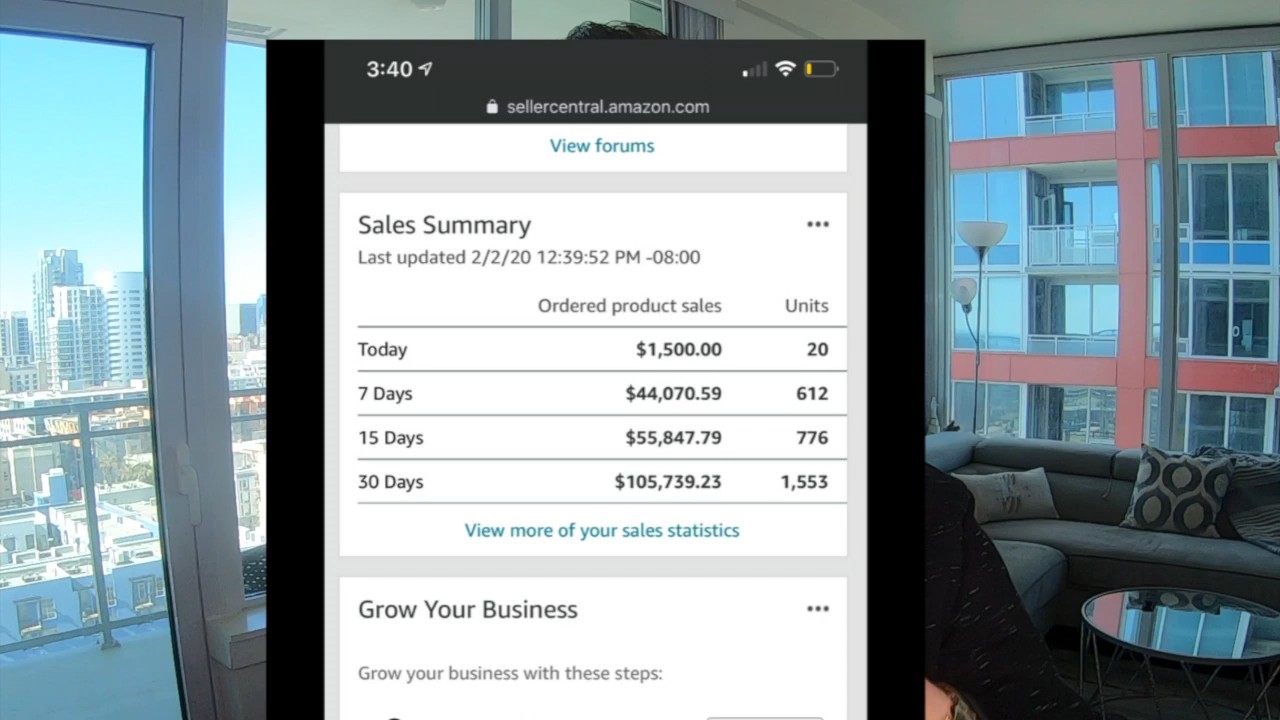 3:40
sellercentral.amazon.com
View forums
Sales Summary
Last updated 2/2/20 12:39:52 PM -08:00
Ordered product sales Units
Today $1,500.00 20
7 Days $44,070.59 612
15 Days $55,847.79 776
30 Days $105,739.23 1,553
View more of your sales statistics
Grow Your Business
Grow your business with these steps: